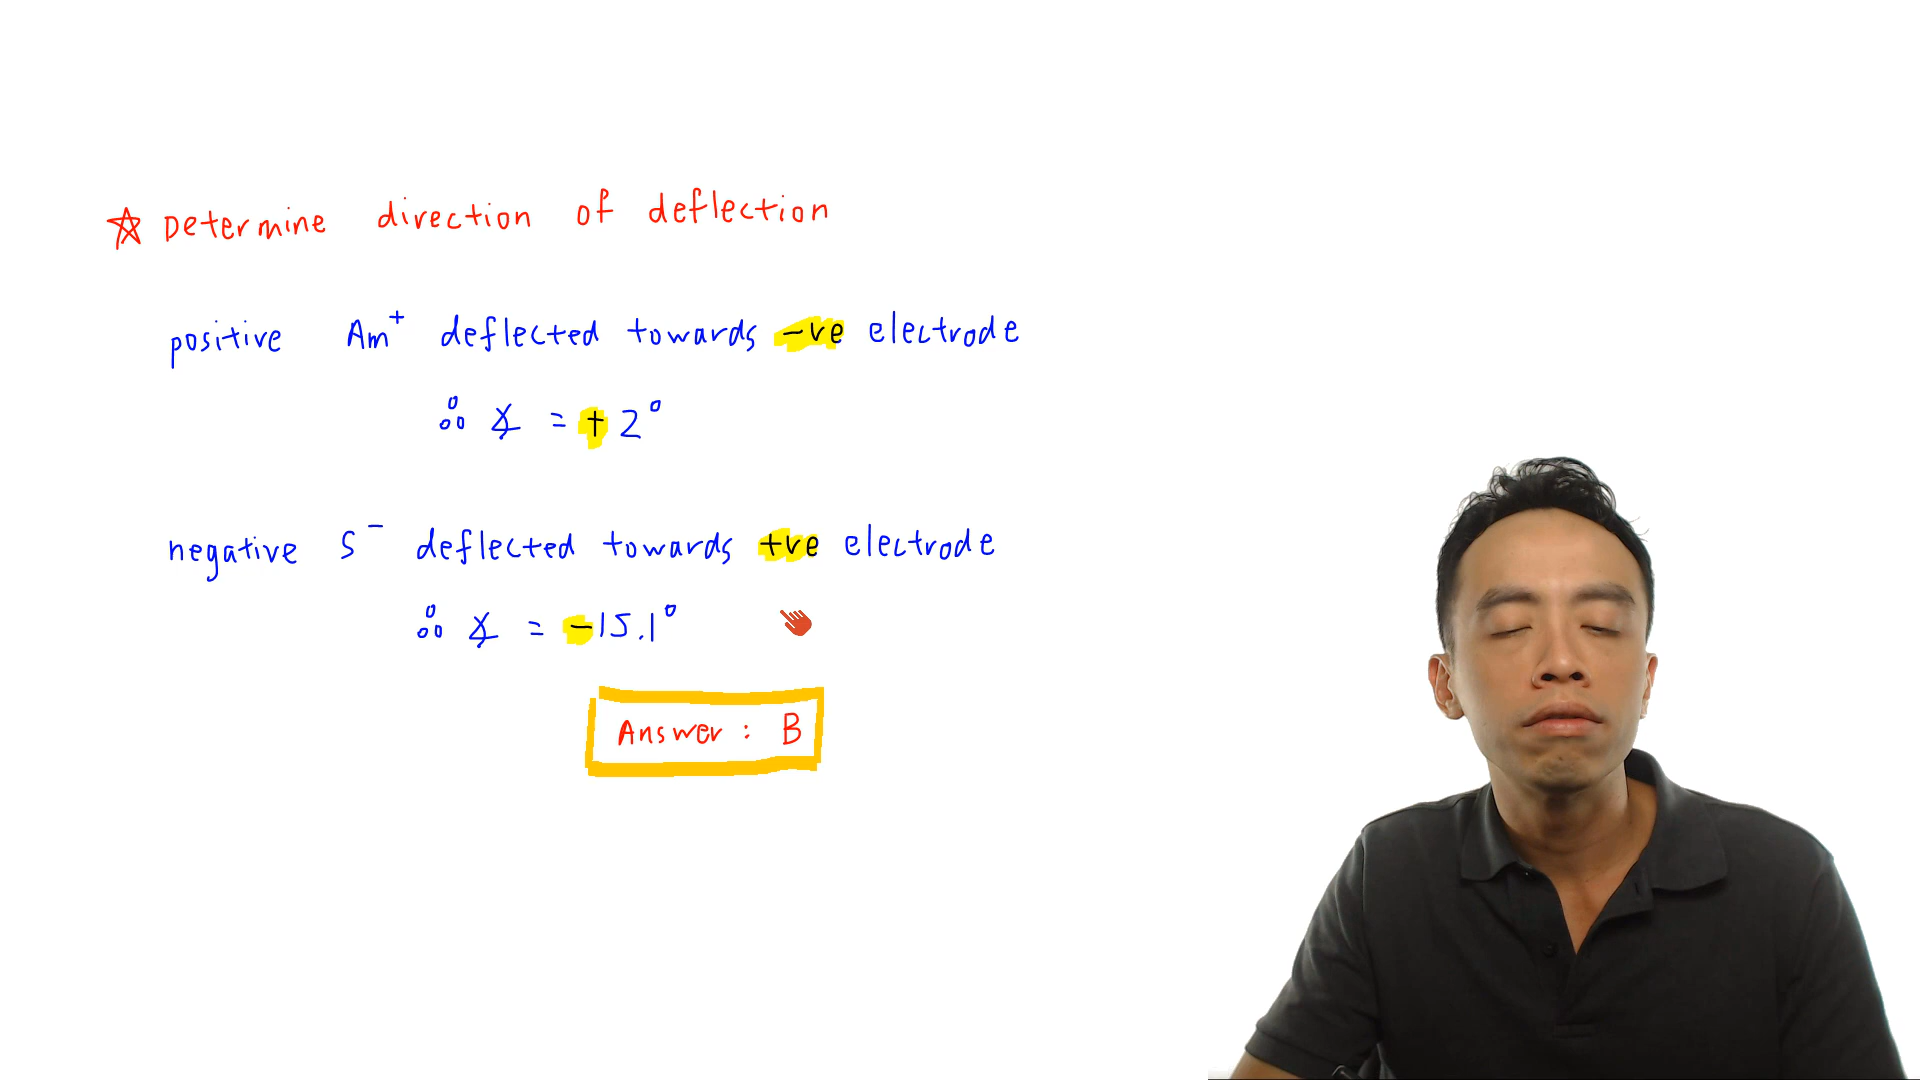 ☆ Determine direction of deflection
positive Am⁺ deflected towards -ve electrode
∴ ∡ = + 2°
negative S⁻ deflected towards +ve electrode
∴ ∡ = -15.1°
Answer : B